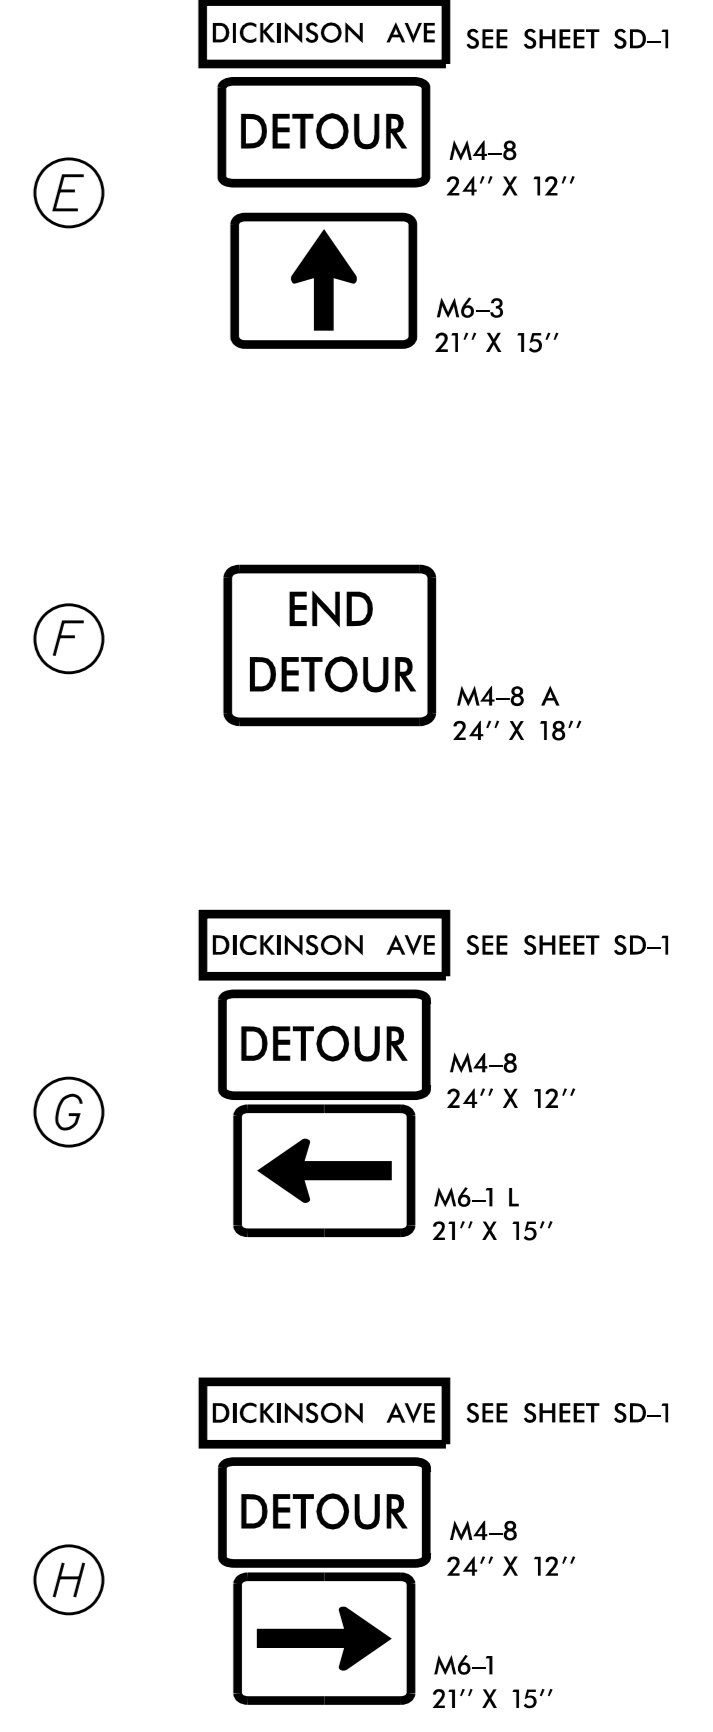 DICKINSON AVE SEE SHEET SD-1
DETOUR
M4-8
24'' X 12''
E
M6-3
21'' X 15''
END
DETOUR
F
M4-8 A
24'' X 18''
DICKINSON AVE SEE SHEET SD-1
DETOUR
M4-8
24'' X 12''
G
M6-1 L
21'' X 15''
DICKINSON AVE SEE SHEET SD-1
DETOUR
M4-8
24'' X 12''
H
M6-1
21'' X 15''